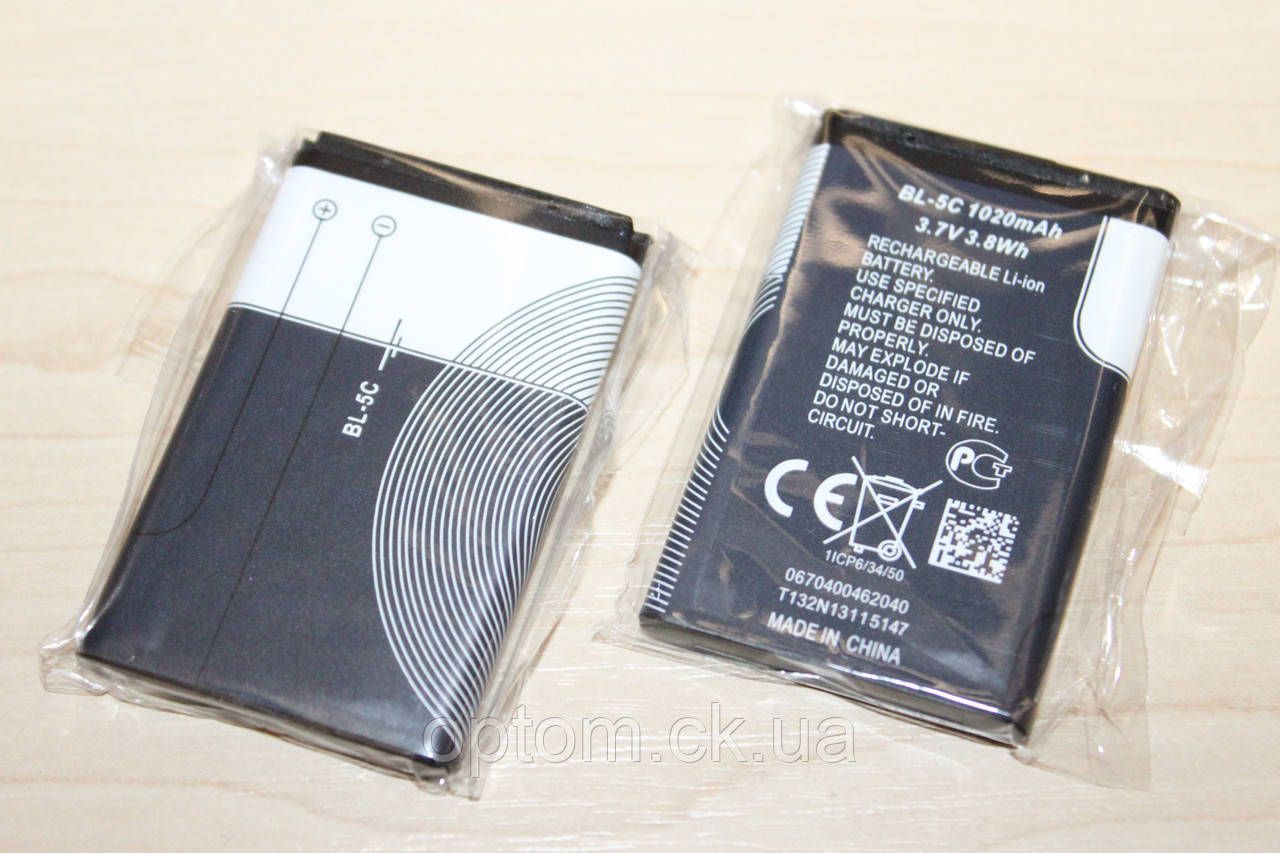 +
-
BL-5C
BL-5C 1020mAh
3.7V 3.8Wh
RECHARGEABLE Li-ion
BATTERY.
USE SPECIFIED
CHARGER ONLY.
MUST BE DISPOSED OF
PROPERLY.
MAY EXPLODE IF
DAMAGED OR
DISPOSED OF IN FIRE.
DO NOT SHORT-
CIRCUIT.
PCT
CE
1ICP6/34/50
0670400462040
T132N13115147
MADE IN CHINA
optom.ck.ua